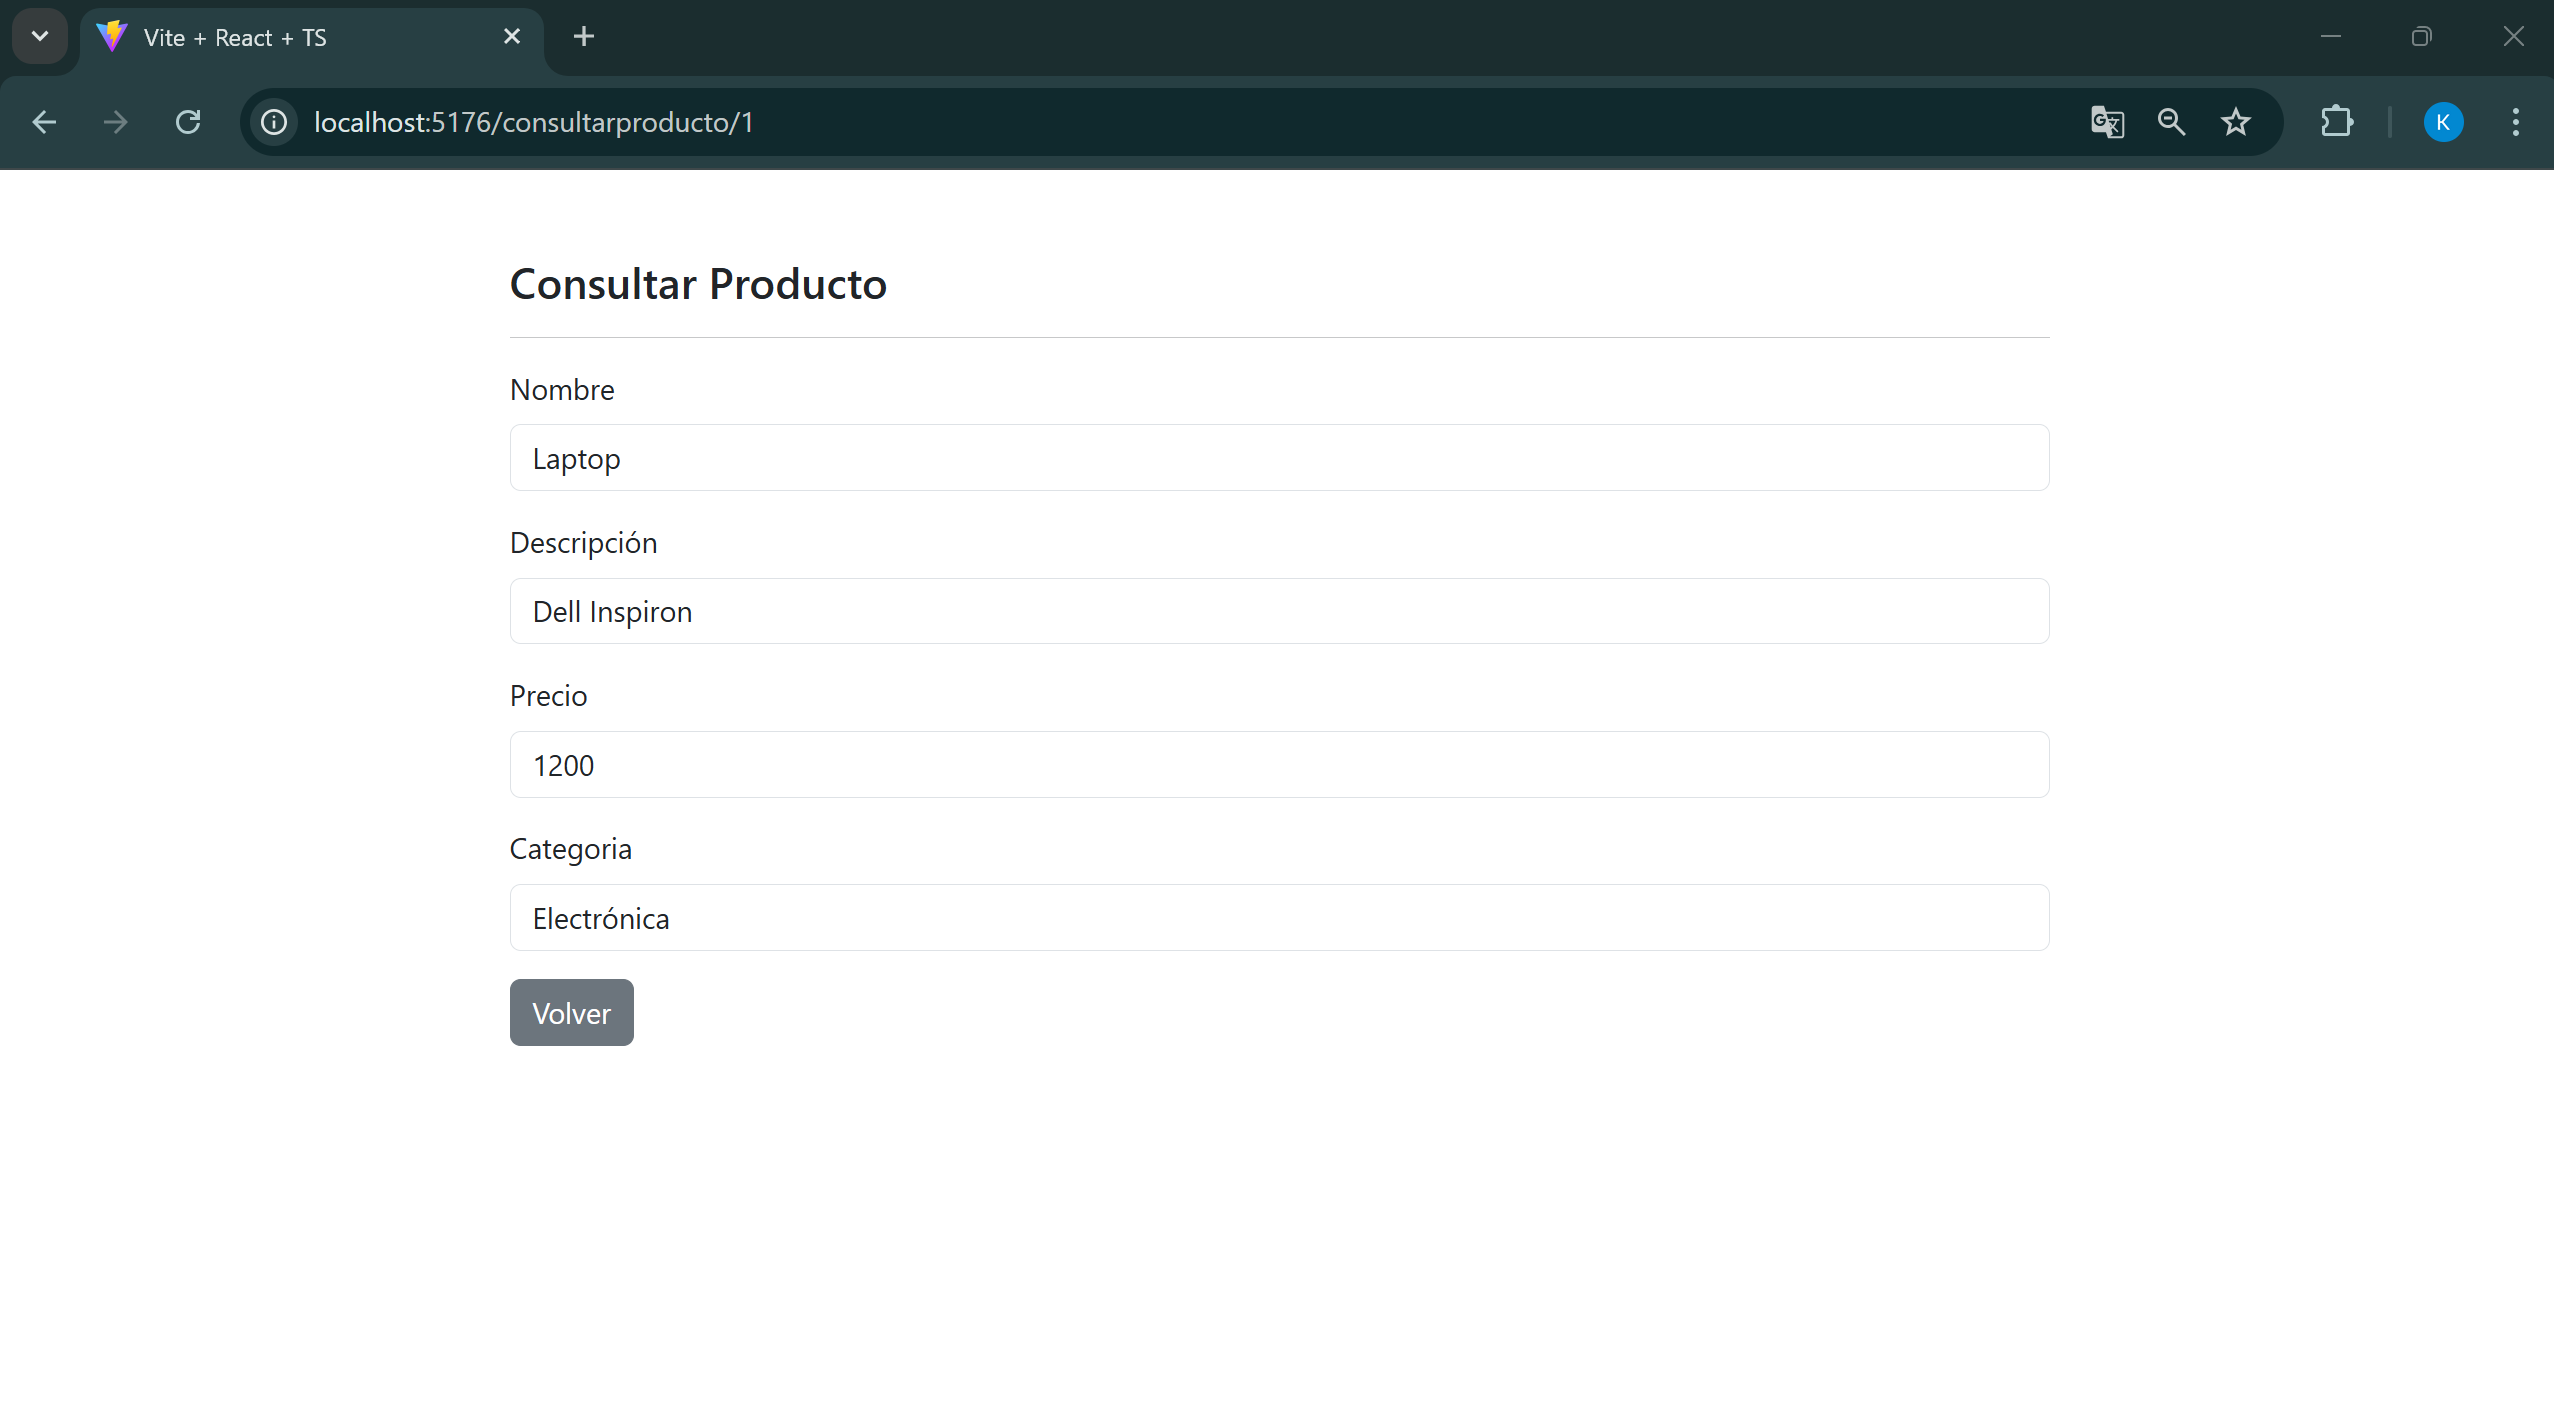 Vite + React + TS
localhost:5176/consultarproducto/1
K
Consultar Producto
Nombre
Laptop
Descripción
Dell Inspiron
Precio
1200
Categoria
Electrónica
Volver